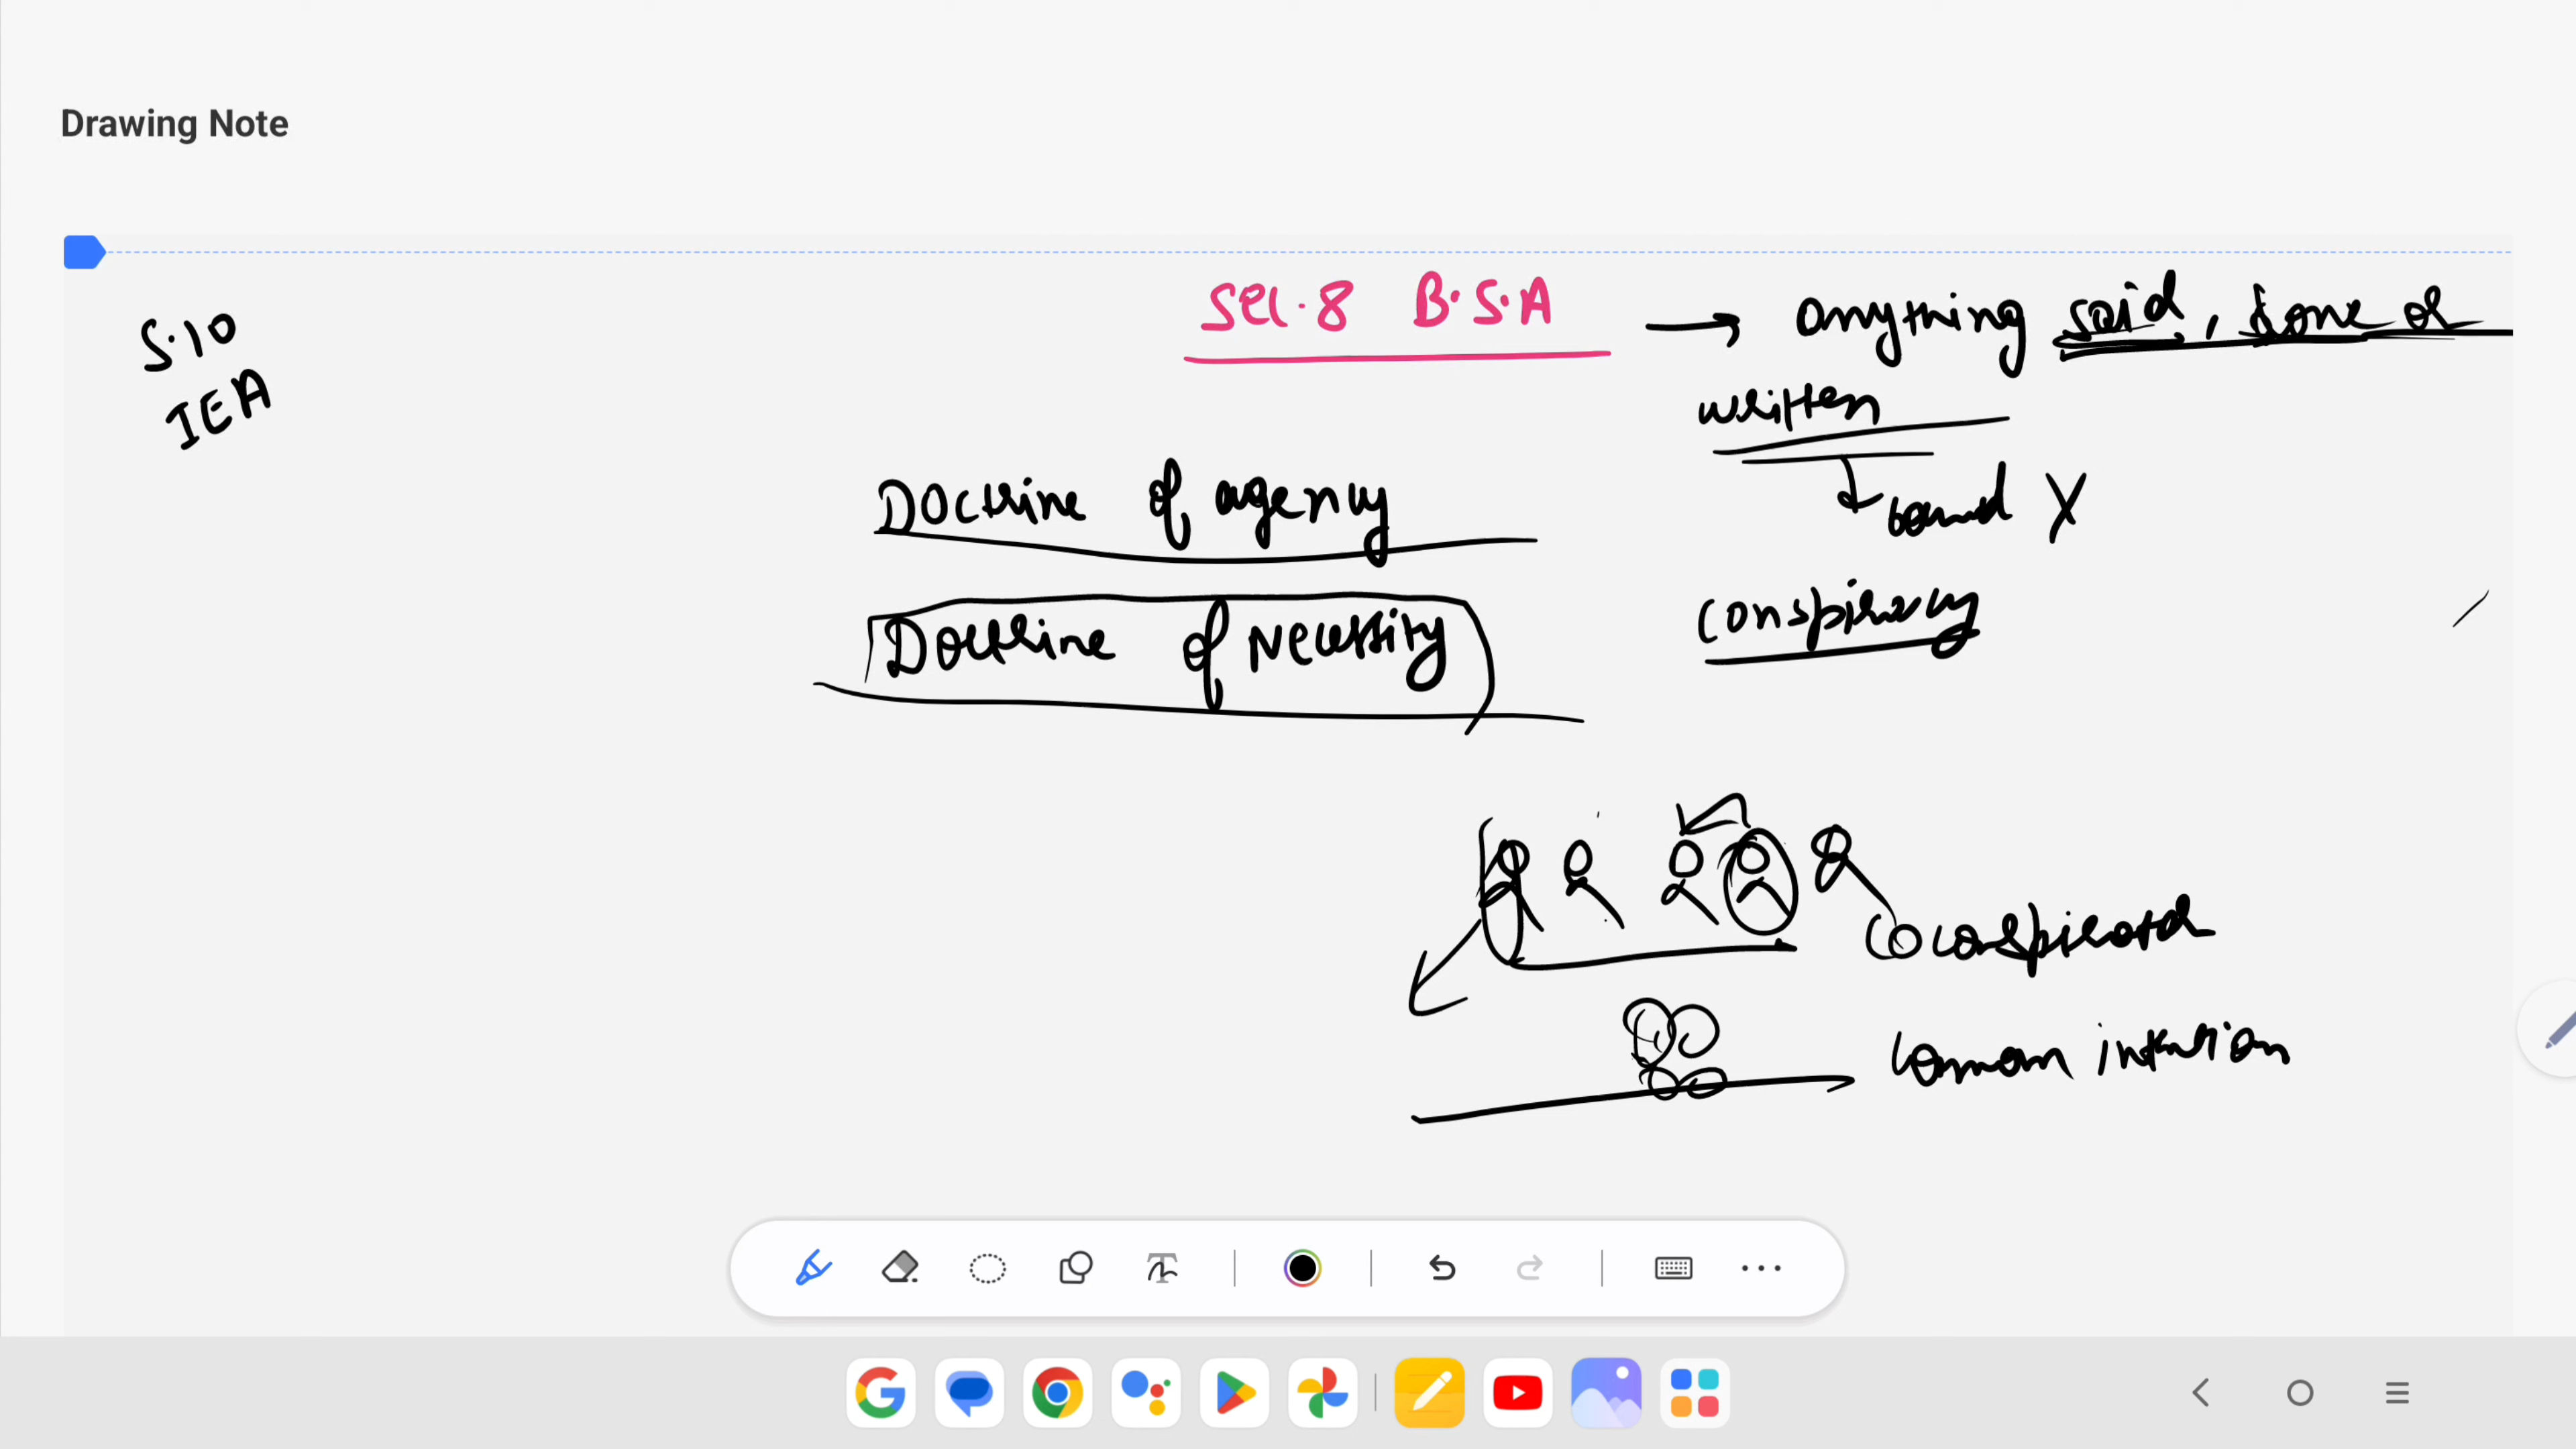 Drawing Note
S.10
IEA
Sec.8 B.S.A → anything said, done or
written
bound X
Doctrine of agency
Doctrine of Necessity
conspiracy
coconspirator
common intention